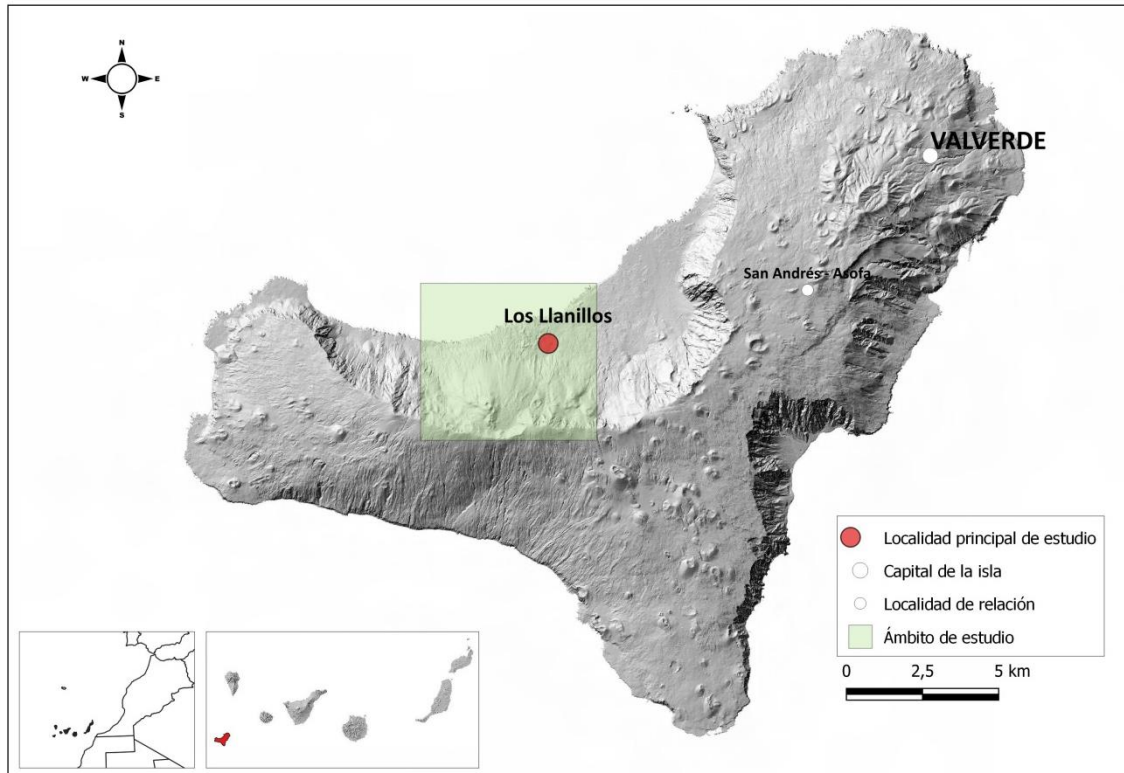 N
W E
S
VALVERDE
San Andrés - Asofa
Los Llanillos
Localidad principal de estudio
Capital de la isla
Localidad de relación
Ámbito de estudio
0 2,5 5 km